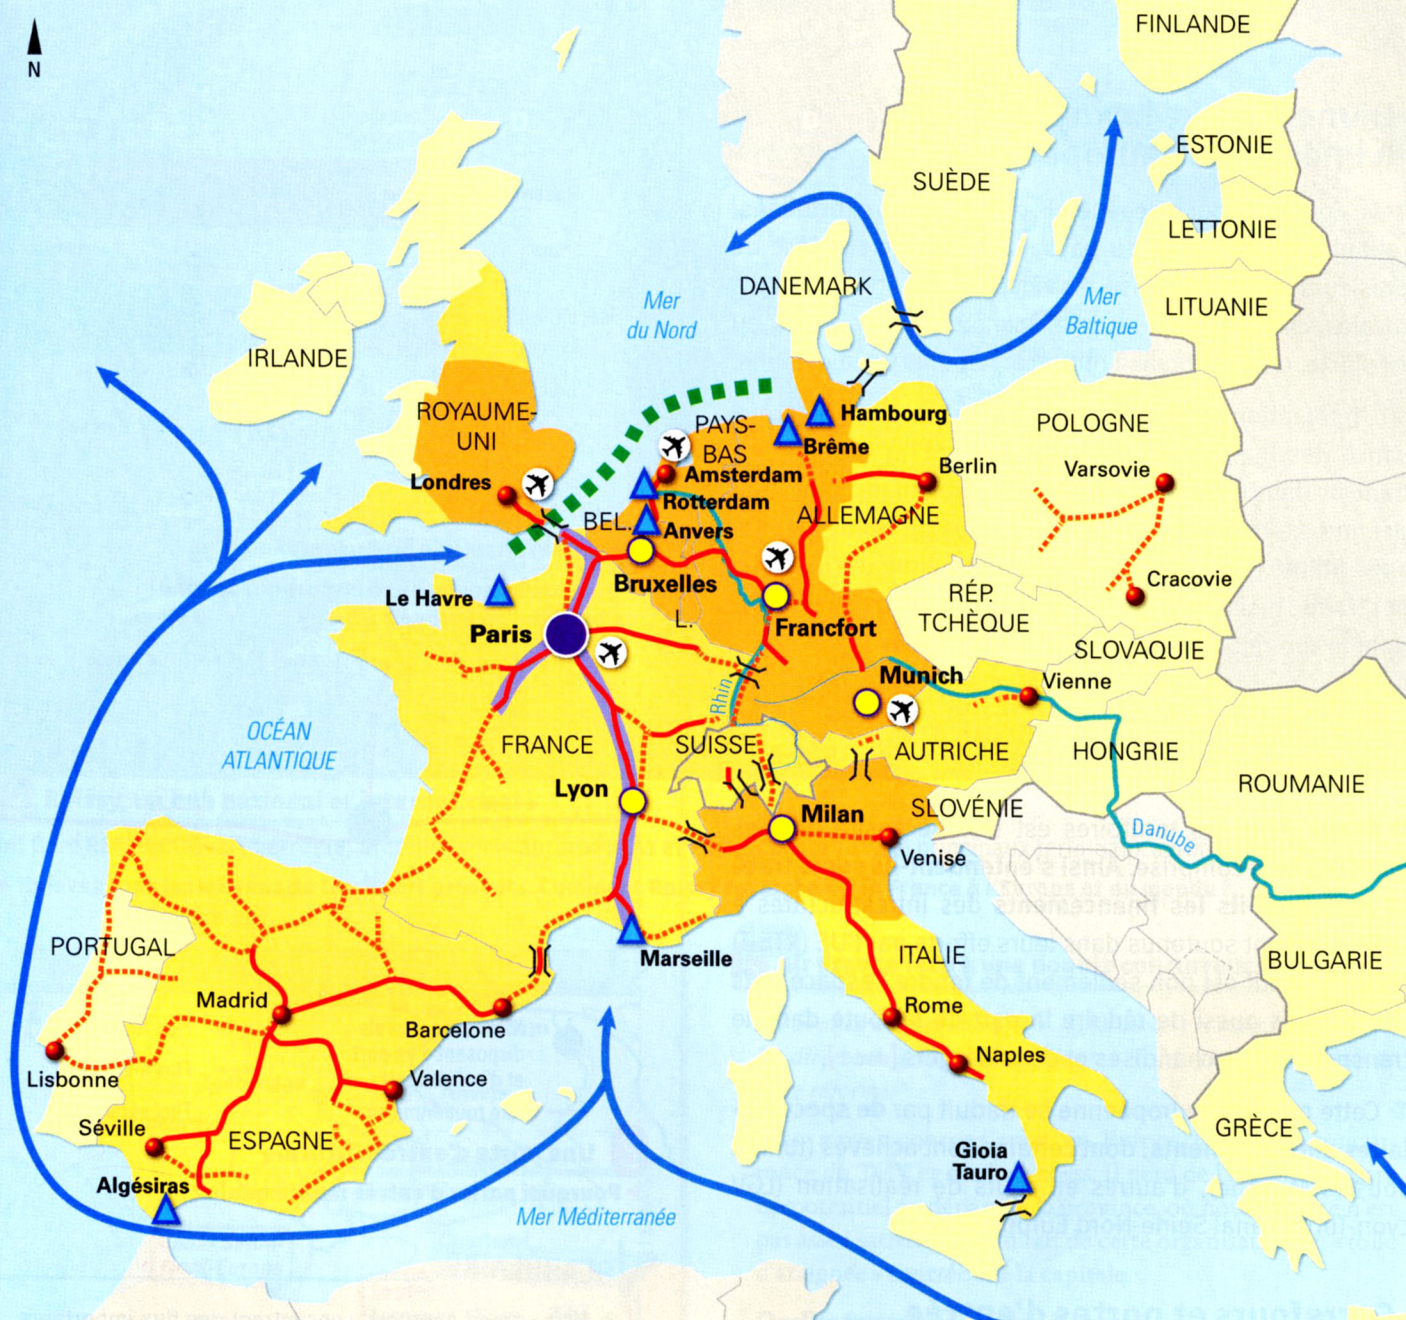 N
FINLANDE
ESTONIE
SUÈDE
LETTONIE
DANEMARK
Mer
du Nord
Mer
Baltique
LITUANIE
IRLANDE
ROYAUME-
UNI
PAYS-
BAS
Hambourg
Brême
POLOGNE
Londres
Amsterdam
Berlin
Varsovie
Rotterdam
BEL.
Anvers
ALLEMAGNE
Bruxelles
Le Havre
Cracovie
RÉP.
TCHÈQUE
Paris
L.
Francfort
SLOVAQUIE
Munich
Vienne
Rhin
OCÉAN
ATLANTIQUE
FRANCE
SUISSE
AUTRICHE
HONGRIE
ROUMANIE
Lyon
Milan
SLOVÉNIE
Danube
Venise
PORTUGAL
Marseille
ITALIE
BULGARIE
Madrid
Barcelone
Rome
Lisbonne
Valence
Naples
Séville
ESPAGNE
GRÈCE
Gioia
Tauro
Algésiras
Mer Méditerranée